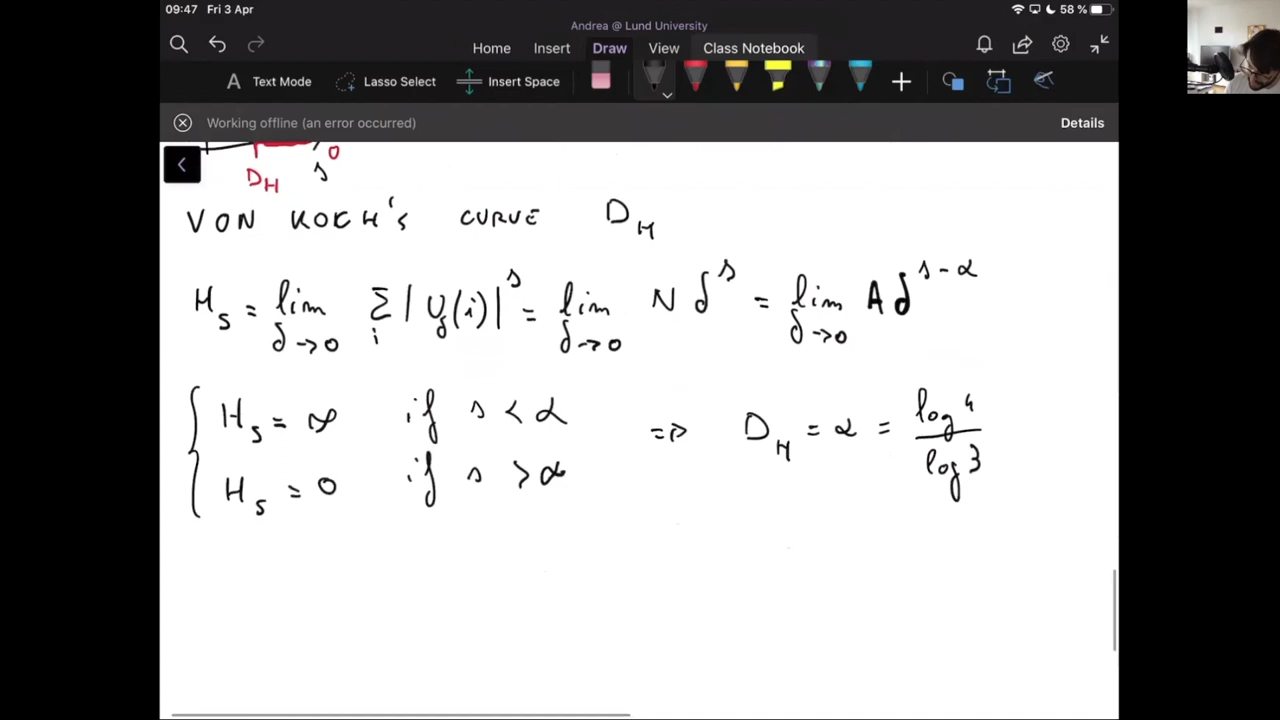 09:47 Fri 3 Apr 58 %
Andrea @ Lund University
Home Insert Draw View Class Notebook
A Text Mode Lasso Select Insert Space
Working offline (an error occurred) Details
0
D_H s
VON KOCH's CURVE D_H
H_s = lim_{δ→0} Σ_i |U_δ(i)|^s = lim_{δ→0} N δ^s = lim_{δ→0} A δ^{s-α}
H_s = ∞ if s < α => D_H = α = log 4 / log 3
H_s = 0 if s > α